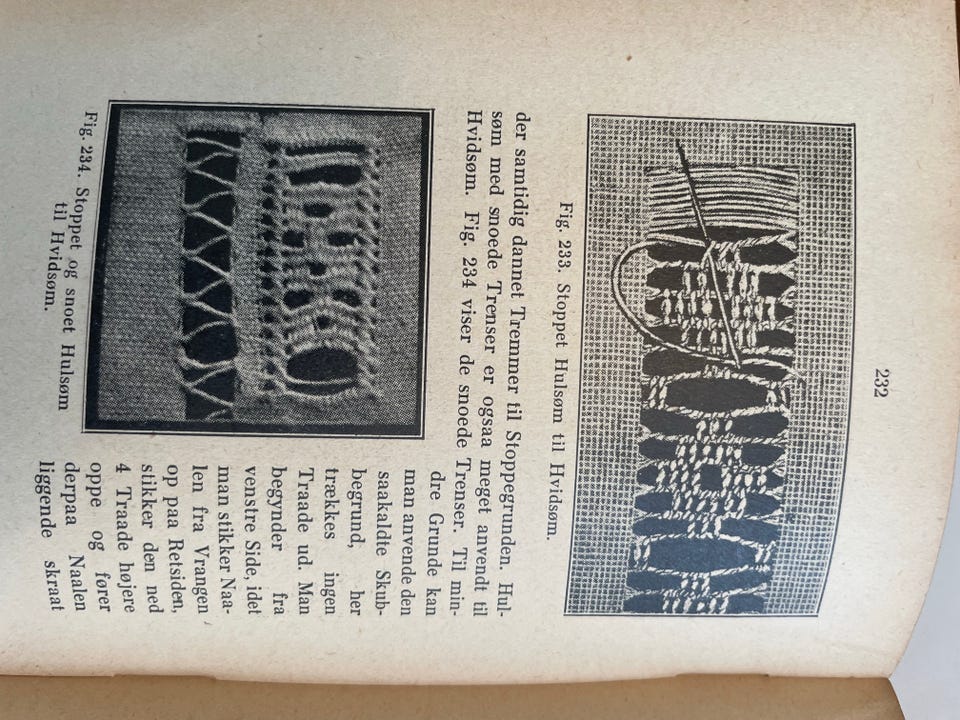 232
Fig. 233. Stoppet Hulsøm til Hvidsøm.
der samtidig dannet Tremmer til Stoppegrunden. Hul-
søm med snoede Trenser er ogsaa meget anvendt til
Hvidsøm. Fig. 234 viser de snoede Trenser. Til min-
dre Grunde kan
man anvende den
saakaldte Skub-
begrund, her
trækkes ingen
Traade ud. Man
begynder fra
venstre Side, idet
man stikker Naa-
len fra Vrangen
op paa Retsiden,
stikker den ned
4 Traade højere
oppe og fører
derpaa Naalen
liggende skraat
Fig. 234. Stoppet og snoet Hulsøm
til Hvidsøm.